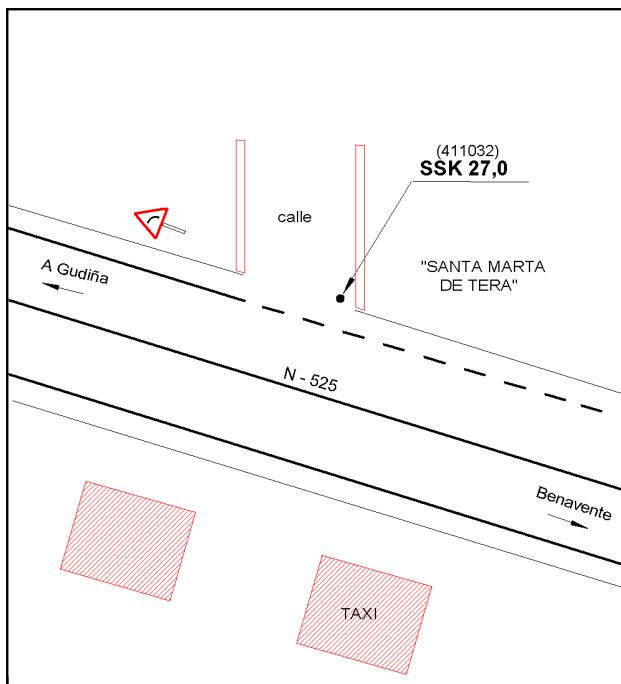 (411032)
SSK 27,0
calle
"SANTA MARTA
DE TERA"
A Gudiña
N - 525
Benavente
TAXI